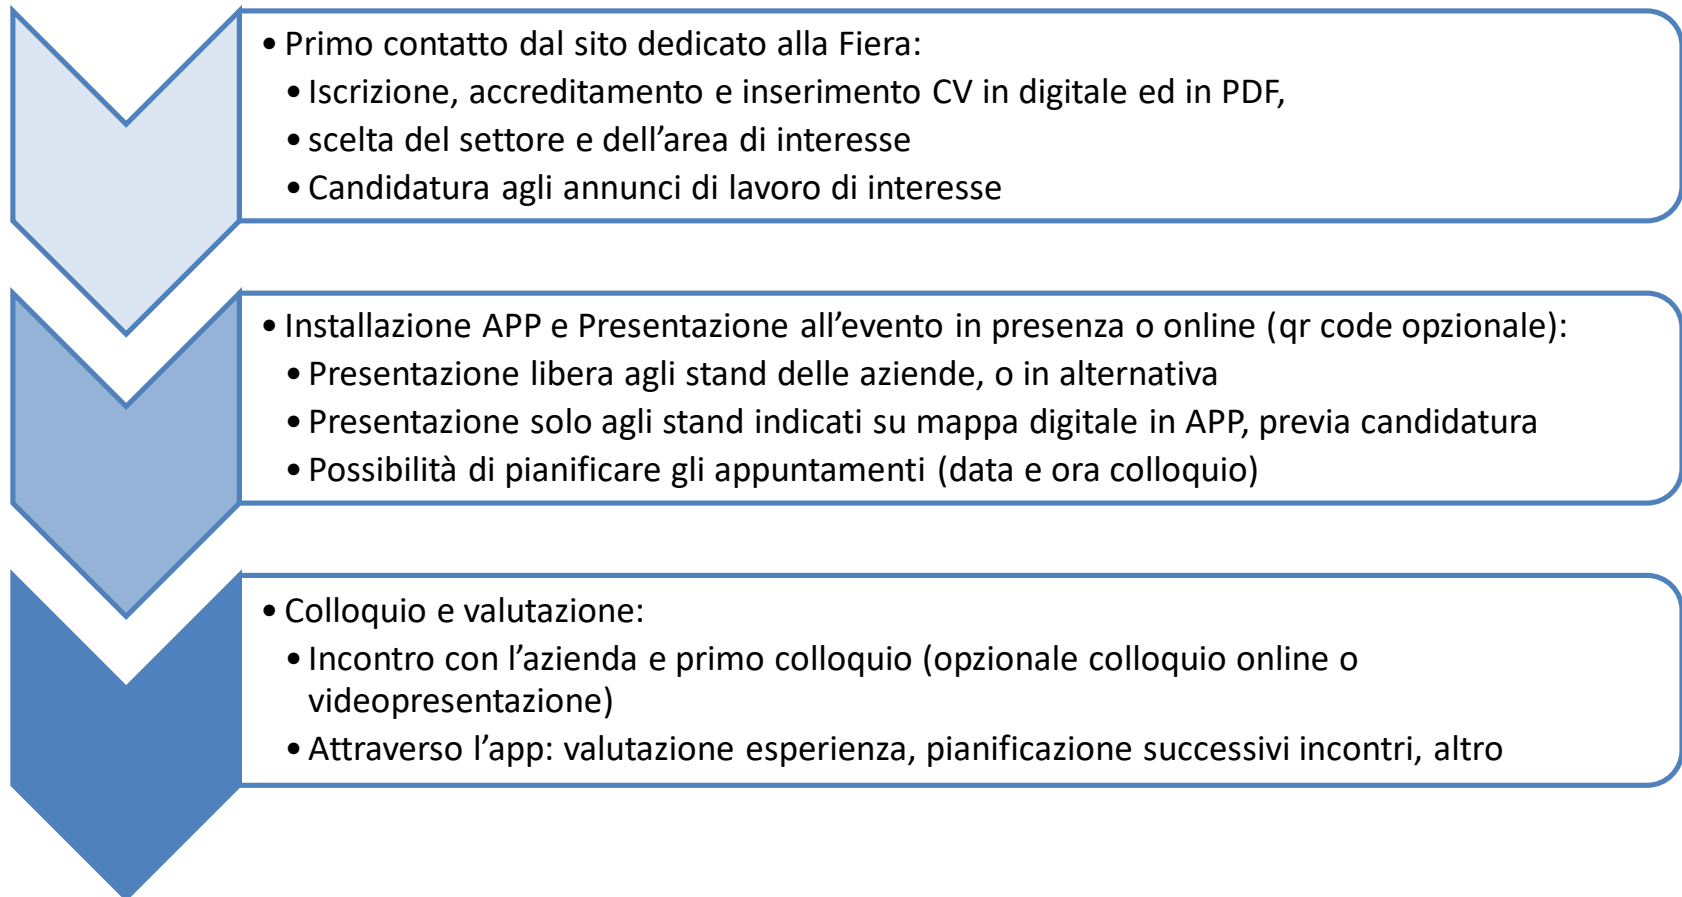 • Primo contatto dal sito dedicato alla Fiera:
• Iscrizione, accreditamento e inserimento CV in digitale ed in PDF,
• scelta del settore e dell’area di interesse
• Candidatura agli annunci di lavoro di interesse
• Installazione APP e Presentazione all’evento in presenza o online (qr code opzionale):
• Presentazione libera agli stand delle aziende, o in alternativa
• Presentazione solo agli stand indicati su mappa digitale in APP, previa candidatura
• Possibilità di pianificare gli appuntamenti (data e ora colloquio)
• Colloquio e valutazione:
• Incontro con l’azienda e primo colloquio (opzionale colloquio online o
videopresentazione)
• Attraverso l’app: valutazione esperienza, pianificazione successivi incontri, altro